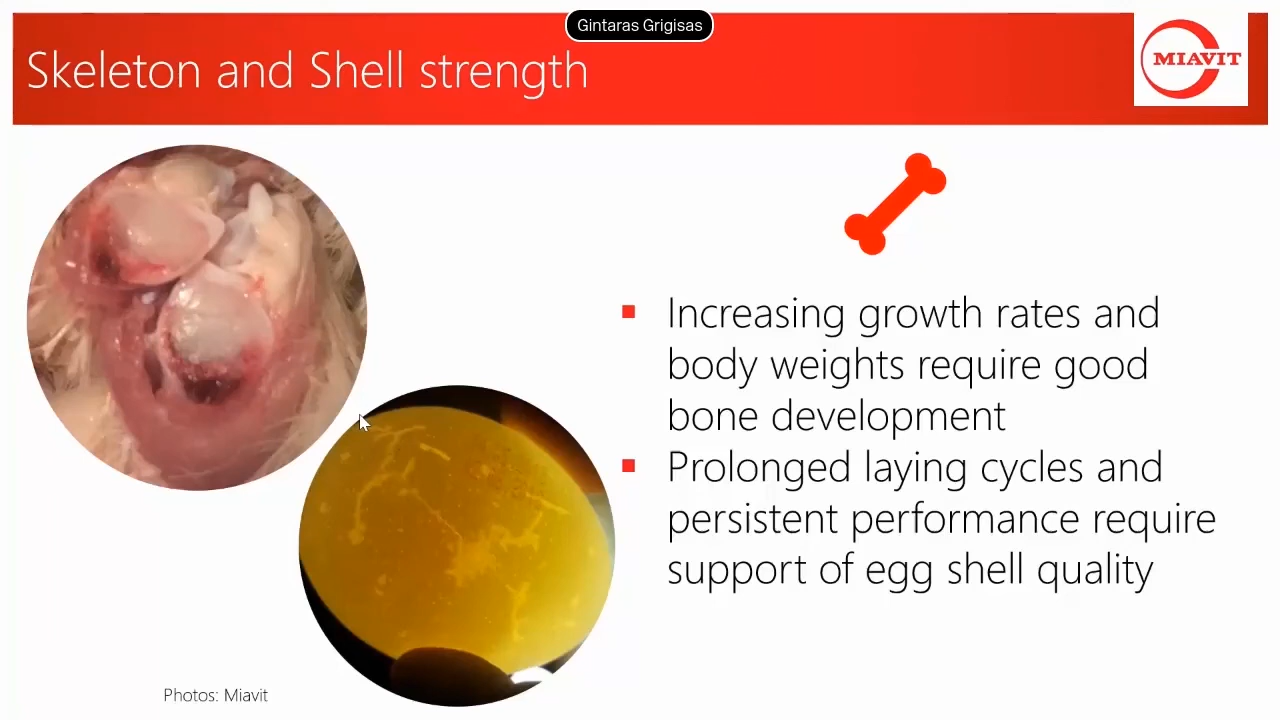 Gintaras Grigisas
Skeleton and Shell strength
MIAVIT
▪ Increasing growth rates and
body weights require good
bone development
▪ Prolonged laying cycles and
persistent performance require
support of egg shell quality
Photos: Miavit